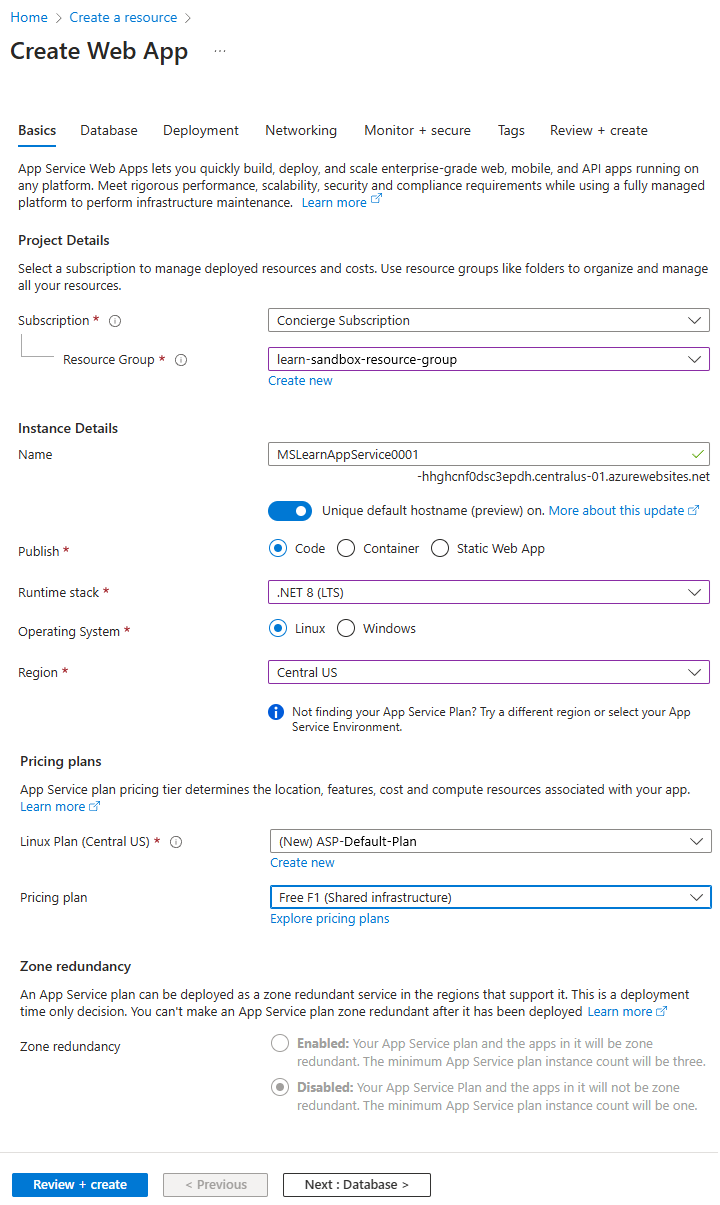 Home > Create a resource >
Create Web App ...
Basics Database Deployment Networking Monitor + secure Tags Review + create
App Service Web Apps lets you quickly build, deploy, and scale enterprise-grade web, mobile, and API apps running on
any platform. Meet rigorous performance, scalability, security and compliance requirements while using a fully managed
platform to perform infrastructure maintenance. Learn more
Project Details
Select a subscription to manage deployed resources and costs. Use resource groups like folders to organize and manage
all your resources.
Subscription * Concierge Subscription
Resource Group * learn-sandbox-resource-group
Create new
Instance Details
Name MSLearnAppService0001
-hhghcnf0dsc3epdh.centralus-01.azurewebsites.net
Unique default hostname (preview) on. More about this update
Publish * Code Container Static Web App
Runtime stack * .NET 8 (LTS)
Operating System * Linux Windows
Region * Central US
Not finding your App Service Plan? Try a different region or select your App
Service Environment.
Pricing plans
App Service plan pricing tier determines the location, features, cost and compute resources associated with your app.
Learn more
Linux Plan (Central US) * (New) ASP-Default-Plan
Create new
Pricing plan Free F1 (Shared infrastructure)
Explore pricing plans
Zone redundancy
An App Service plan can be deployed as a zone redundant service in the regions that support it. This is a deployment
time only decision. You can't make an App Service plan zone redundant after it has been deployed Learn more
Zone redundancy Enabled: Your App Service plan and the apps in it will be zone
redundant. The minimum App Service plan instance count will be three.
Disabled: Your App Service Plan and the apps in it will not be zone
redundant. The minimum App Service plan instance count will be one.
Review + create < Previous Next : Database >